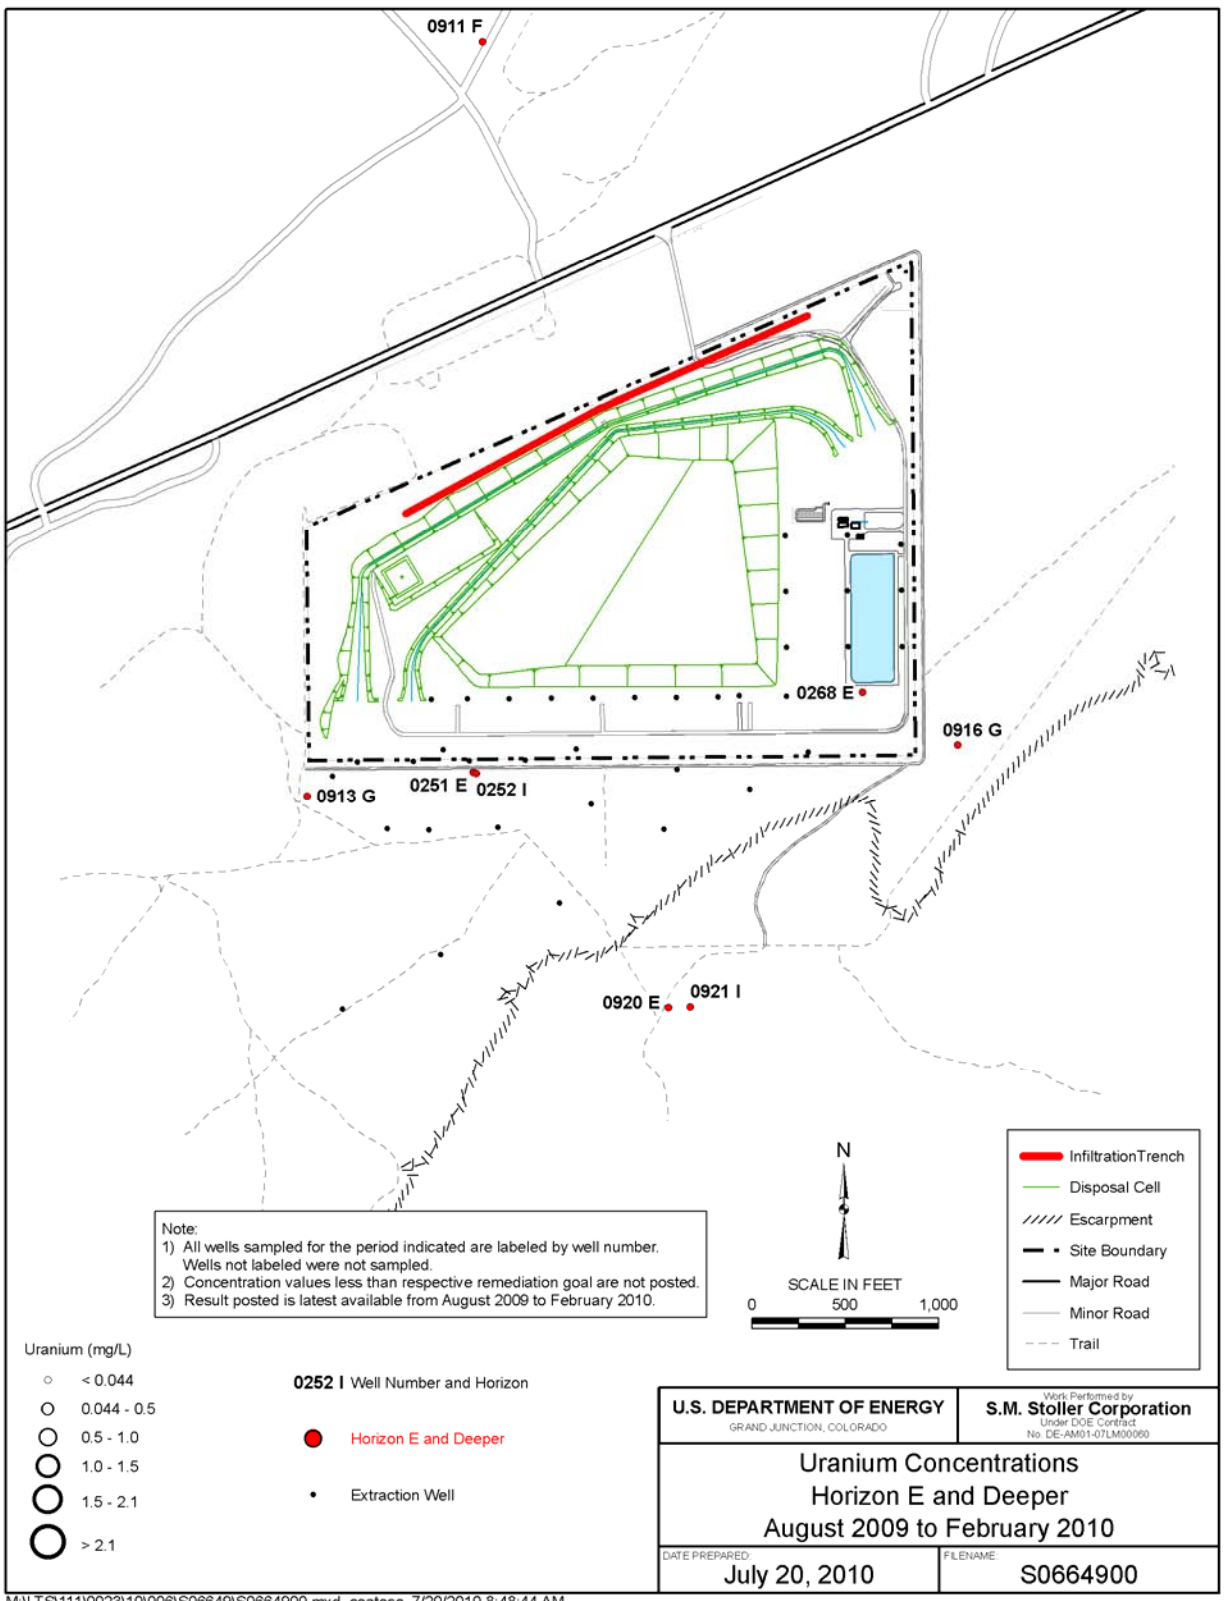 0911 F
0268 E
0916 G
0251 E
0252 I
0913 G
0920 E
0921 I
N
SCALE IN FEET
0 500 1,000
InfiltrationTrench
Disposal Cell
Escarpment
Site Boundary
Major Road
Minor Road
Trail
Note:
1) All wells sampled for the period indicated are labeled by well number.
Wells not labeled were not sampled.
2) Concentration values less than respective remediation goal are not posted.
3) Result posted is latest available from August 2009 to February 2010.
Uranium (mg/L)
< 0.044
0.044 - 0.5
0.5 - 1.0
1.0 - 1.5
1.5 - 2.1
> 2.1
0252 I Well Number and Horizon
Horizon E and Deeper
Extraction Well
U.S. DEPARTMENT OF ENERGY
GRAND JUNCTION, COLORADO
Work Performed by
S.M. Stoller Corporation
Under DOE Contract
No. DE-AM01-07LM00060
Uranium Concentrations
Horizon E and Deeper
August 2009 to February 2010
DATE PREPARED:
July 20, 2010
FILENAME:
S0664900